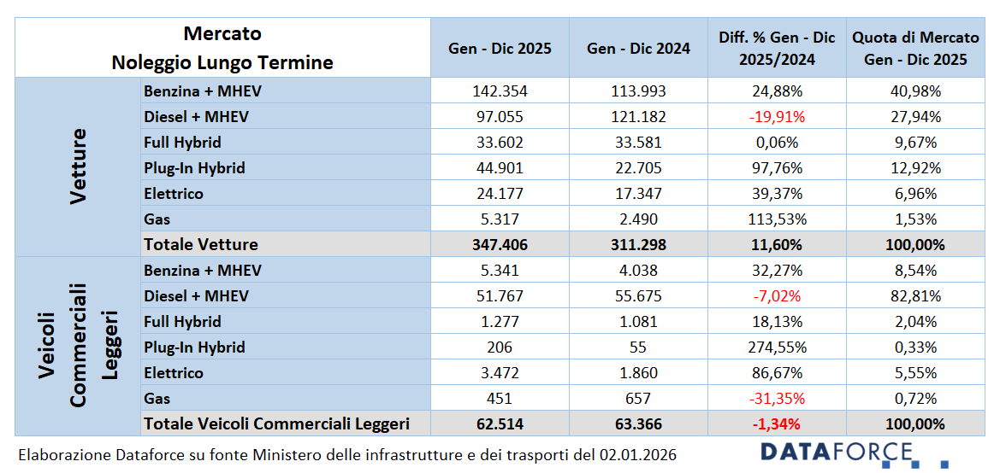 Mercato
Noleggio Lungo Termine
Gen - Dic 2025
Gen - Dic 2024
Diff. % Gen - Dic
2025/2024
Quota di Mercato
Gen - Dic 2025
Vetture
Benzina + MHEV 142.354 113.993 24,88% 40,98%
Diesel + MHEV 97.055 121.182 -19,91% 27,94%
Full Hybrid 33.602 33.581 0,06% 9,67%
Plug-In Hybrid 44.901 22.705 97,76% 12,92%
Elettrico 24.177 17.347 39,37% 6,96%
Gas 5.317 2.490 113,53% 1,53%
Totale Vetture 347.406 311.298 11,60% 100,00%
Veicoli
Commerciali
Leggeri
Benzina + MHEV 5.341 4.038 32,27% 8,54%
Diesel + MHEV 51.767 55.675 -7,02% 82,81%
Full Hybrid 1.277 1.081 18,13% 2,04%
Plug-In Hybrid 206 55 274,55% 0,33%
Elettrico 3.472 1.860 86,67% 5,55%
Gas 451 657 -31,35% 0,72%
Totale Veicoli Commerciali Leggeri 62.514 63.366 -1,34% 100,00%
Elaborazione Dataforce su fonte Ministero delle infrastrutture e dei trasporti del 02.01.2026
DATAFORCE